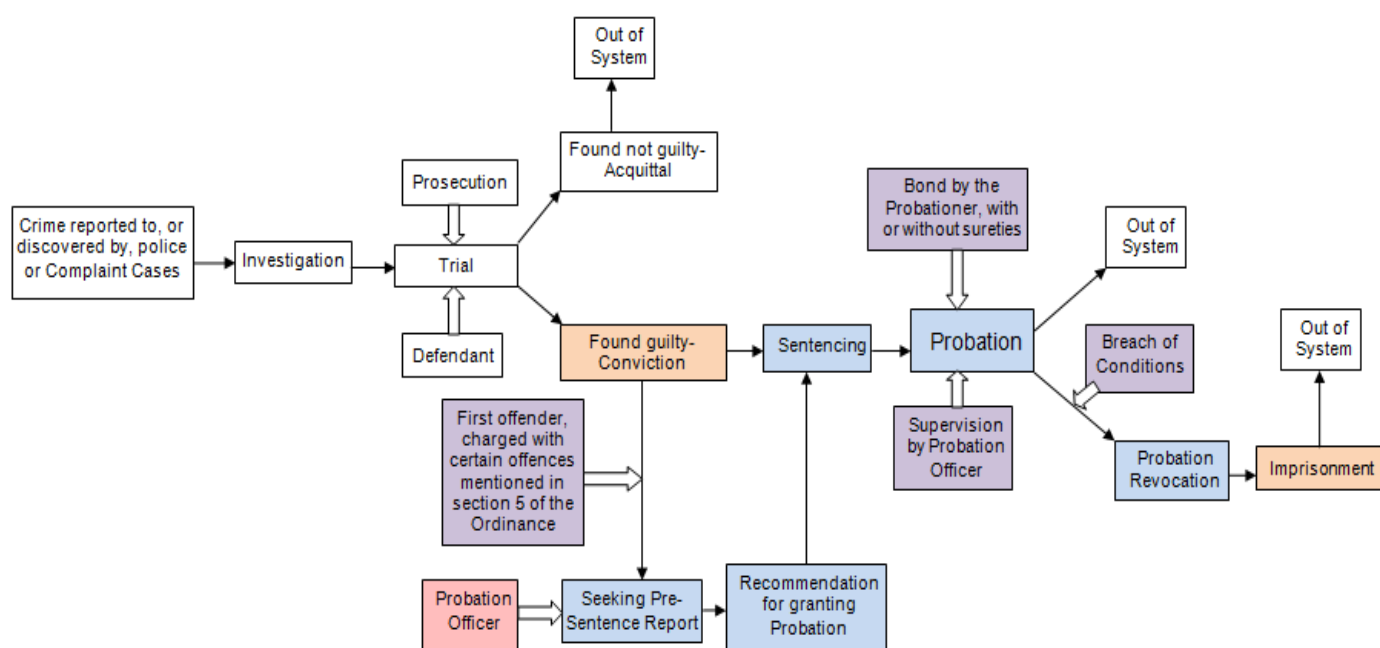 Out of
System
Found not guilty-
Acquittal
Prosecution
Crime reported to, or
discovered by, police
or Complaint Cases
Investigation
Trial
Defendant
Found guilty-
Conviction
Sentencing
Bond by the
Probationer, with
or without sureties
Probation
Supervision
by Probation
Officer
Out of
System
Breach of
Conditions
Probation
Revocation
Imprisonment
Out of
System
First offender,
charged with
certain offences
mentioned in
section 5 of the
Ordinance
Probation
Officer
Seeking Pre-
Sentence Report
Recommendation
for granting
Probation